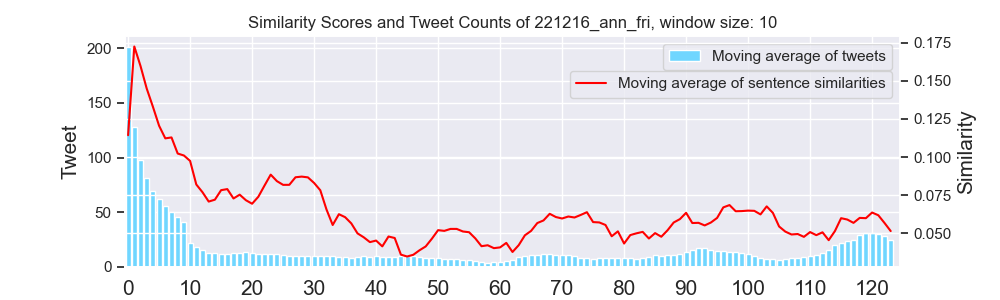 Similarity Scores and Tweet Counts of 221216_ann_fri, window size: 10
Moving average of tweets
Moving average of sentence similarities
Tweet
200
150
100
50
0
Similarity
0.175
0.150
0.125
0.100
0.075
0.050
0 10 20 30 40 50 60 70 80 90 100 110 120